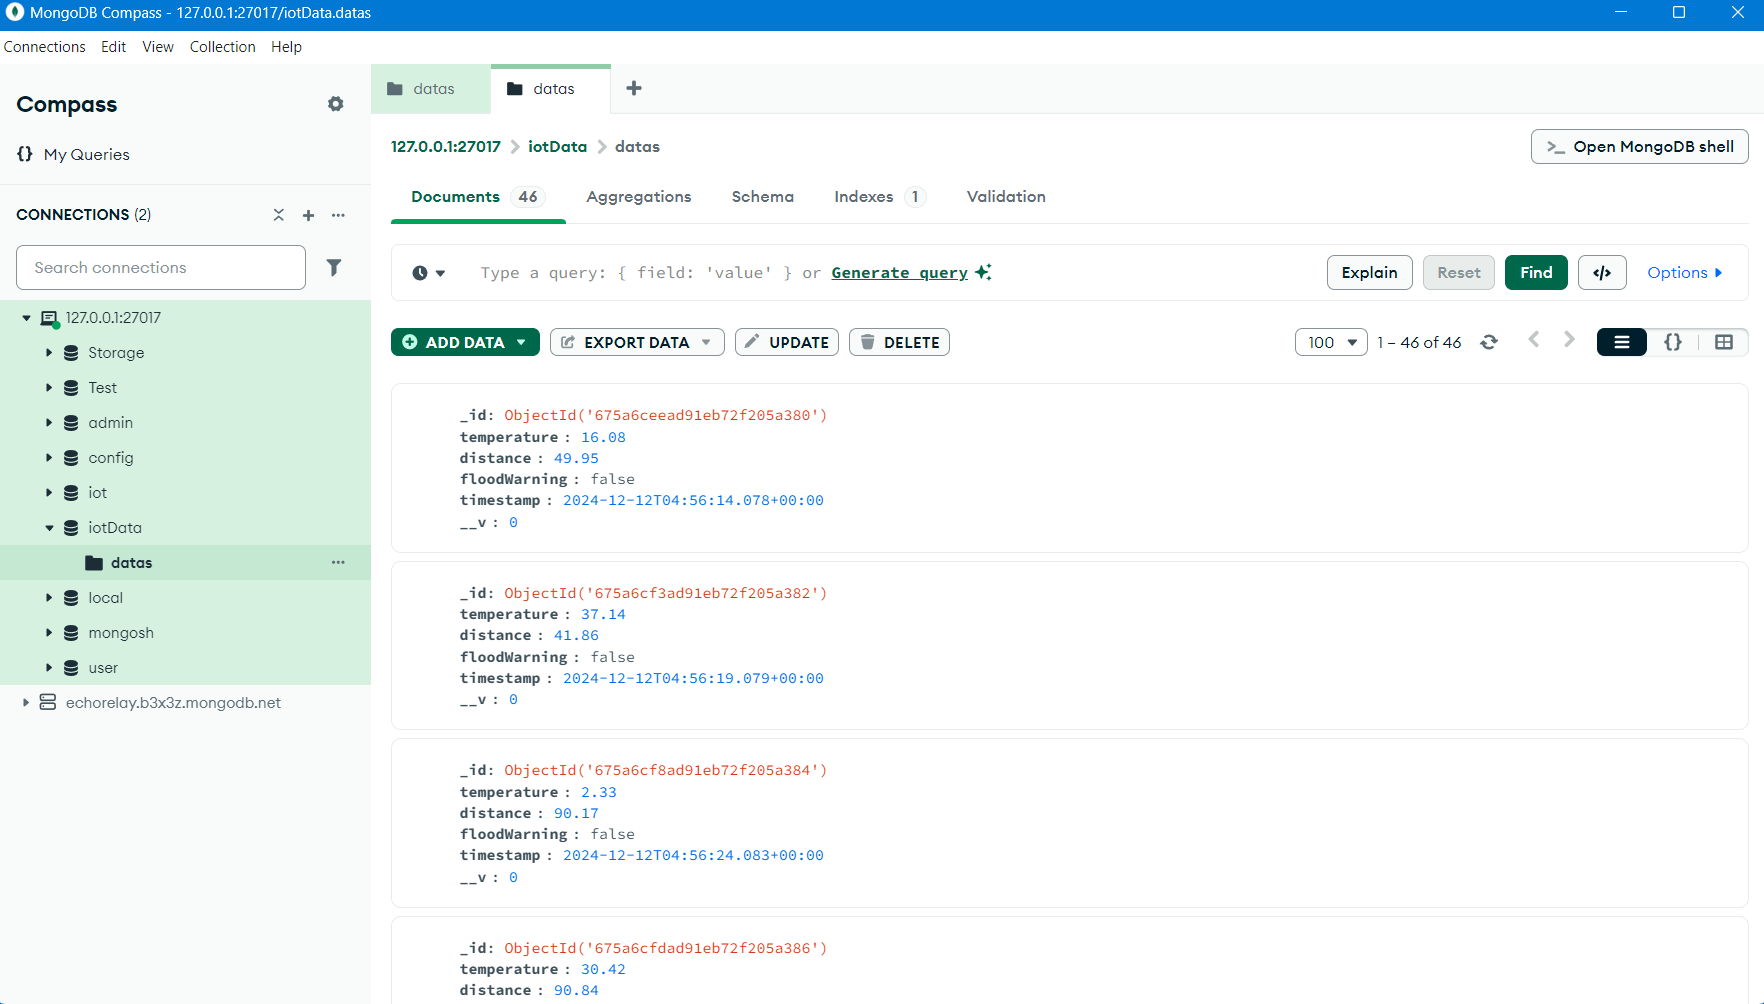 MongoDB Compass - 127.0.0.1:27017/iotData.datas
Connections Edit View Collection Help
Compass
{} My Queries
CONNECTIONS (2)
Search connections
127.0.0.1:27017
Storage
Test
admin
config
iot
iotData
datas
local
mongosh
user
echorelay.b3x3z.mongodb.net
datas
datas
127.0.0.1:27017 > iotData > datas
>_ Open MongoDB shell
Documents 46 Aggregations Schema Indexes 1 Validation
Type a query: { field: 'value' } or Generate query
Explain Reset Find </> Options
ADD DATA EXPORT DATA UPDATE DELETE
100 1 – 46 of 46 {}
_id: ObjectId('675a6ceead91eb72f205a380')
temperature : 16.08
distance : 49.95
floodWarning : false
timestamp : 2024-12-12T04:56:14.078+00:00
__v : 0
_id: ObjectId('675a6cf3ad91eb72f205a382')
temperature : 37.14
distance : 41.86
floodWarning : false
timestamp : 2024-12-12T04:56:19.079+00:00
__v : 0
_id: ObjectId('675a6cf8ad91eb72f205a384')
temperature : 2.33
distance : 90.17
floodWarning : false
timestamp : 2024-12-12T04:56:24.083+00:00
__v : 0
_id: ObjectId('675a6cfdad91eb72f205a386')
temperature : 30.42
distance : 90.84